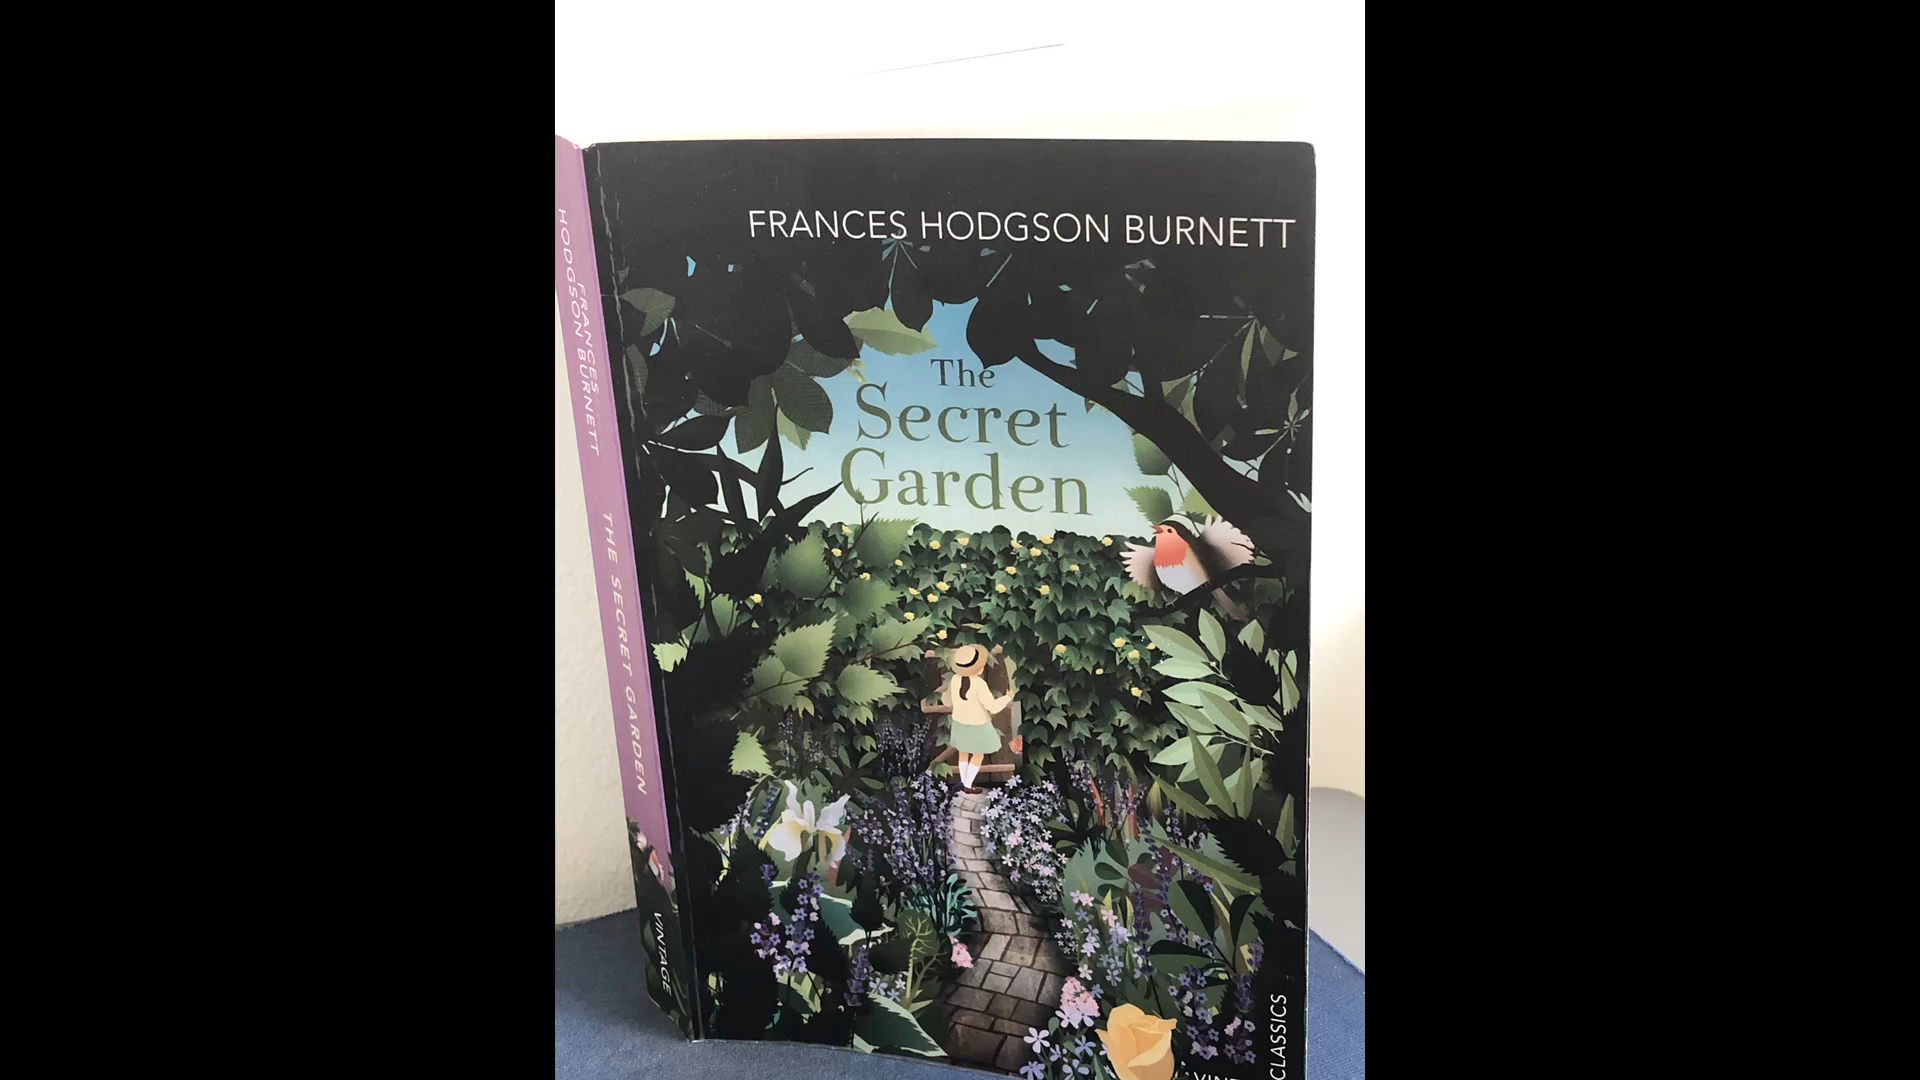 FRANCES HODGSON BURNETT
The
Secret
Garden
FRANCES
HODGSON BURNETT
THE SECRET GARDEN
VINTAGE
CLASSICS